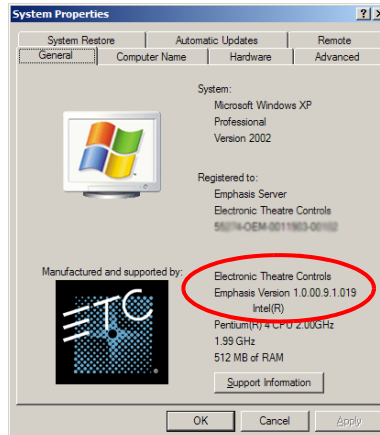 System Properties
System Restore Automatic Updates Remote
General Computer Name Hardware Advanced
System:
Microsoft Windows XP
Professional
Version 2002
Registered to:
Emphasis Server
Electronic Theatre Controls
Manufactured and supported by:
Electronic Theatre Controls
Emphasis Version 1.0.00.9.1.019
Intel(R)
Pentium(R) 4 CPU 2.00GHz
1.99 GHz
512 MB of RAM
ETC
Support Information
OK Cancel Apply